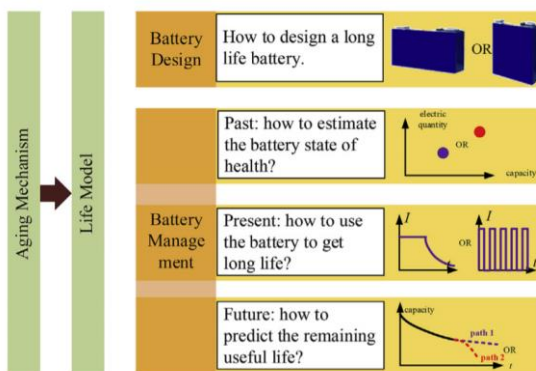 Aging Mechanism
Life Model
Battery
Design
How to design a long
life battery.
OR
Past: how to estimate
the battery state of
health?
electric
quantity
OR
capacity
Battery
Manage
ment
Present: how to use
the battery to get
long life?
I
t
OR
I
t
Future: how to
predict the remaining
useful life?
capacity
path 1
OR
path 2
t